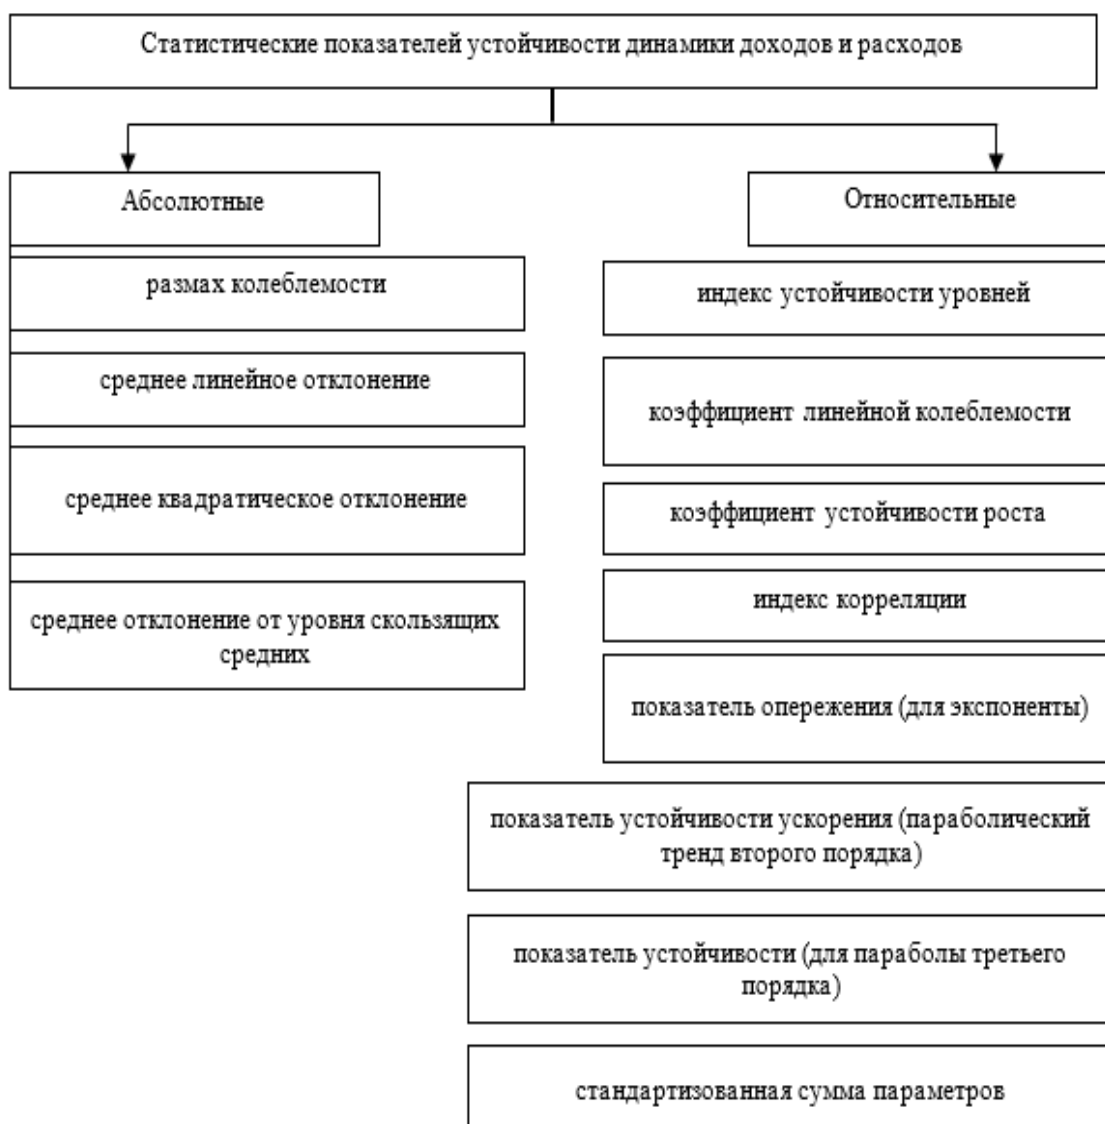 Статистические показателей устойчивости динамики доходов и расходов
Абсолютные
размах колеблемости
среднее линейное отклонение
среднее квадратическое отклонение
среднее отклонение от уровня скользящих
средних
Относительные
индекс устойчивости уровней
коэффициент линейной колеблемости
коэффициент устойчивости роста
индекс корреляции
показатель опережения (для экспоненты)
показатель устойчивости ускорения (параболический
тренд второго порядка)
показатель устойчивости (для параболы третьего
порядка)
стандартизованная сумма параметров